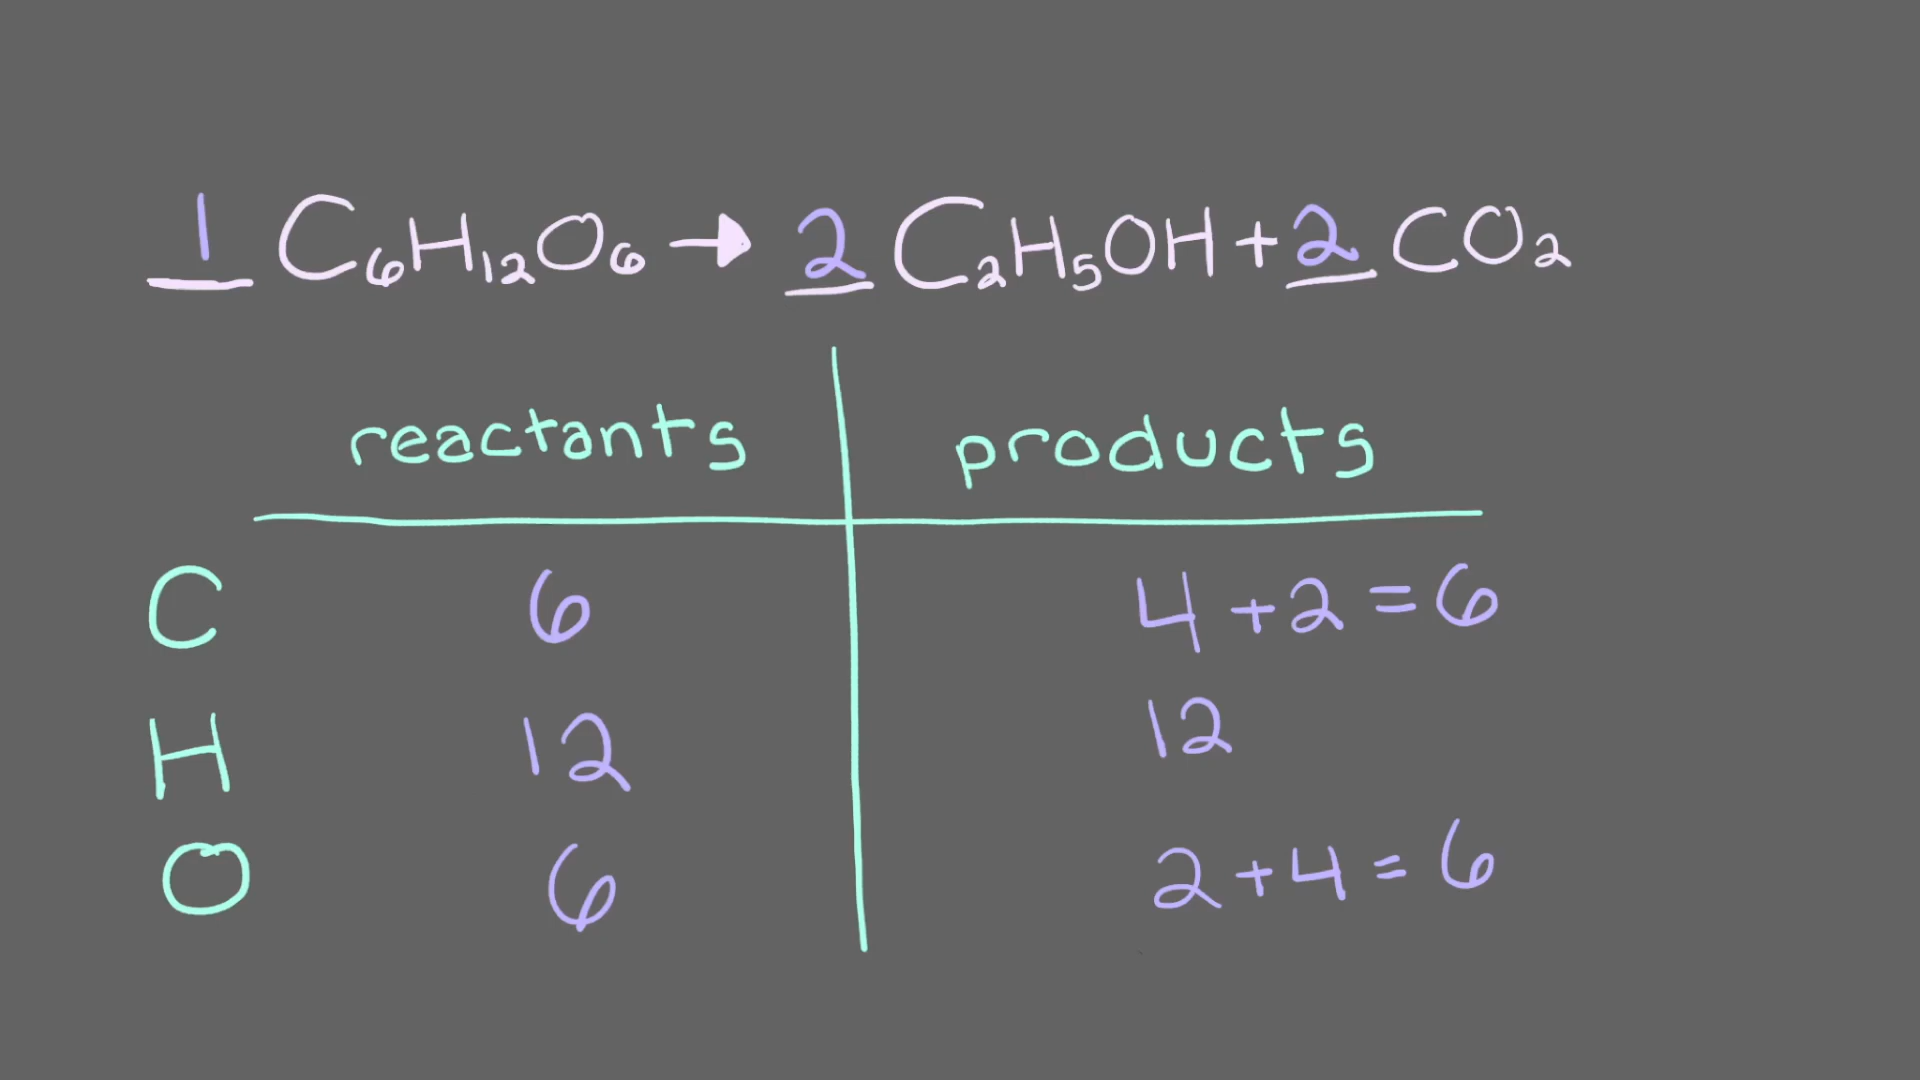 1 C₆H₁₂O₆ → 2 C₂H₅OH + 2 CO₂
reactants products
C 6 4 + 2 = 6
H 12 12
O 6 2 + 4 = 6